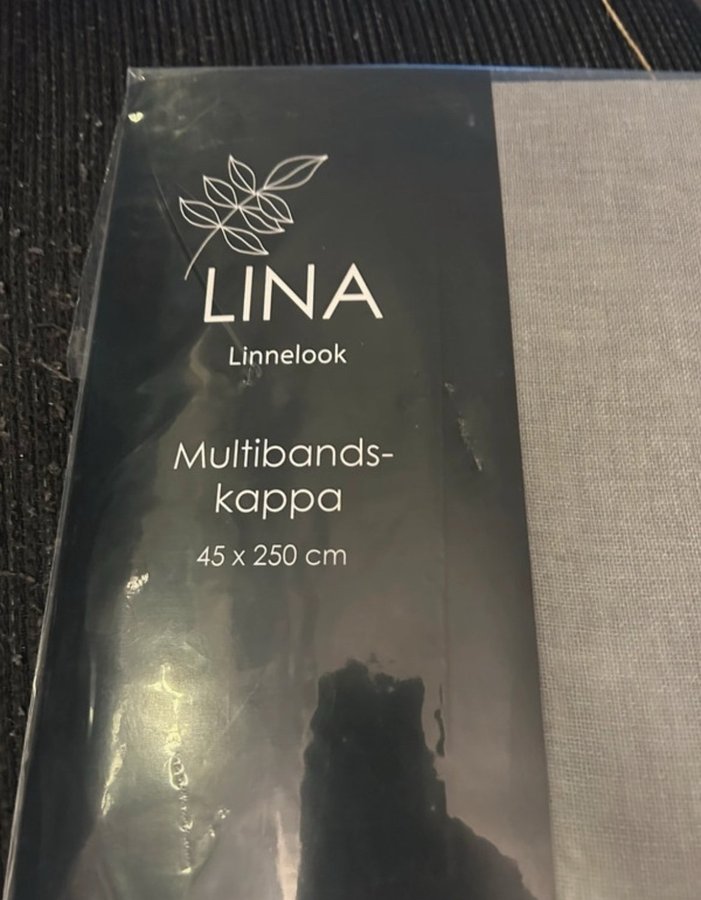 LINA
Linnelook
Multibands-
kappa
45 x 250 cm